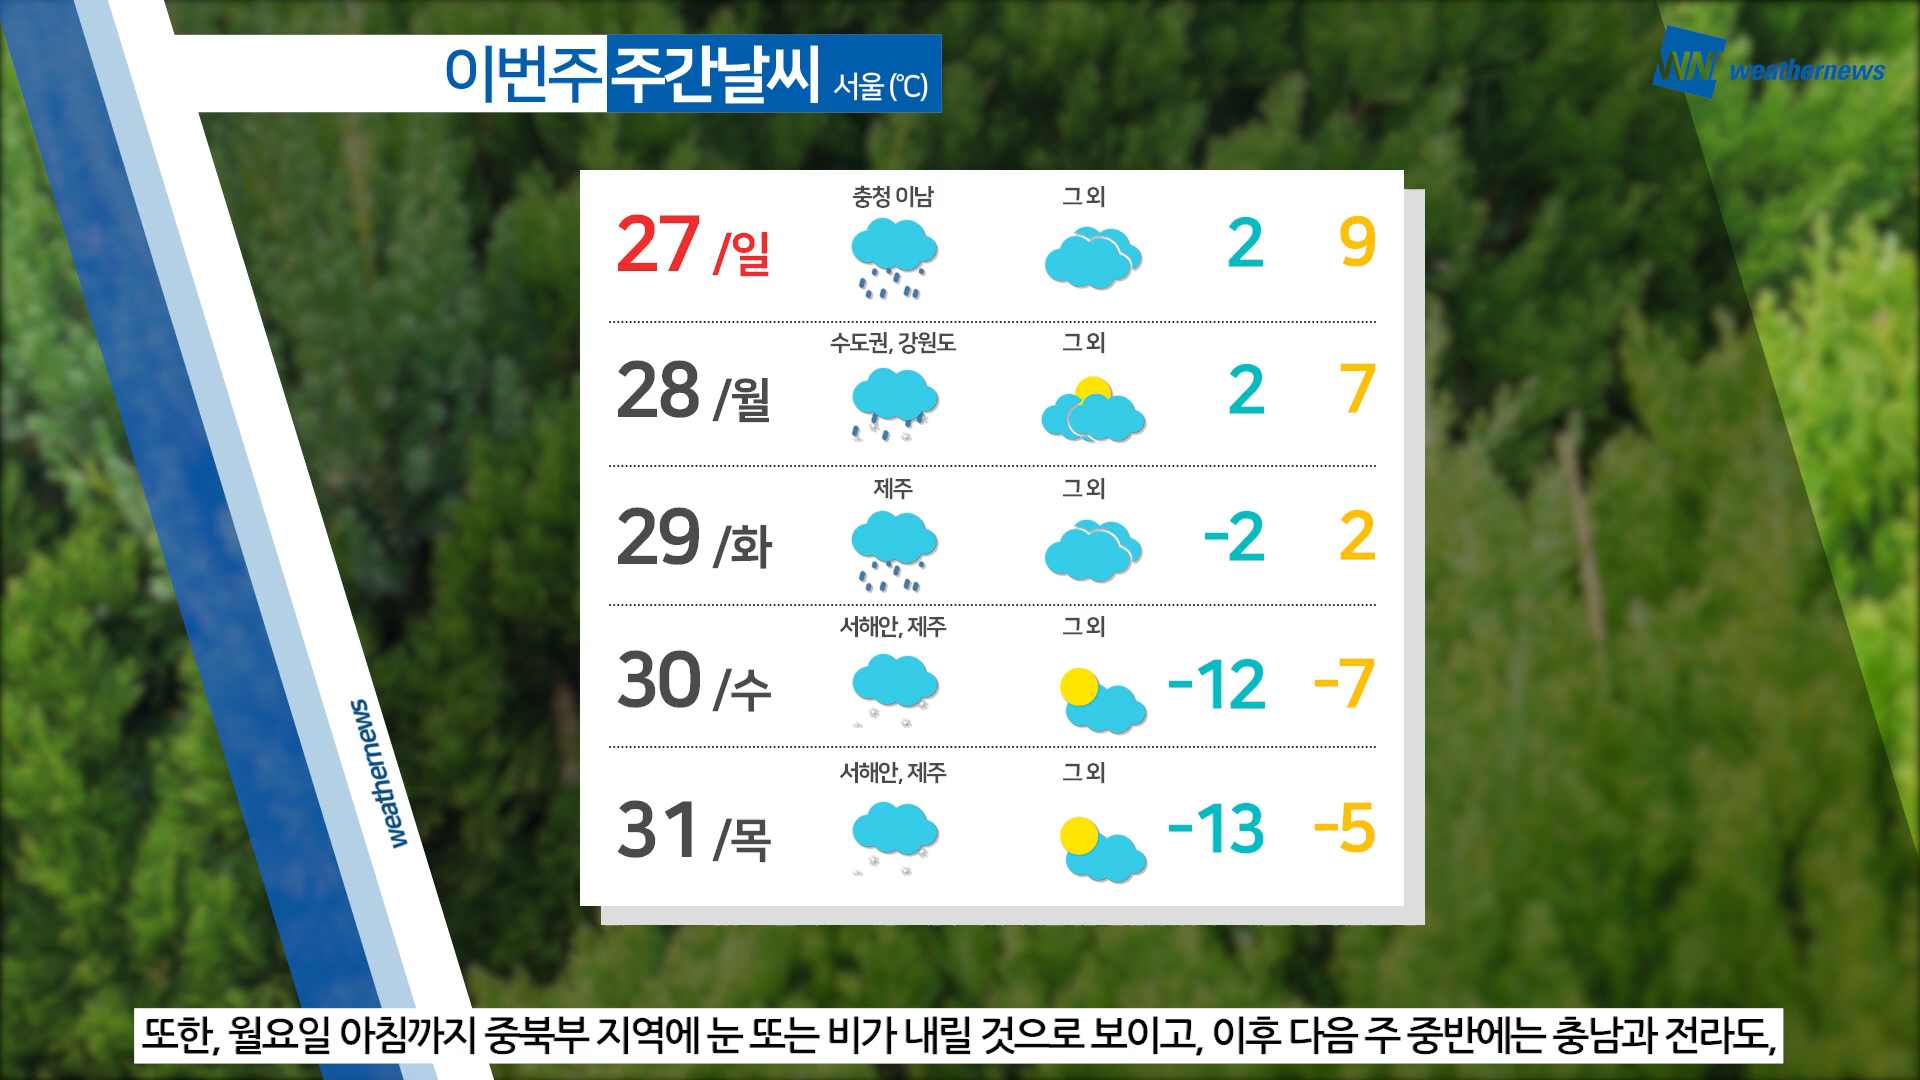 이번주 주간날씨 서울 (℃)
WNI weathernews
충청 이남 그 외
27 /일 2 9
수도권, 강원도 그 외
28 /월 2 7
제주 그 외
29 /화 -2 2
서해안, 제주 그 외
30 /수 -12 -7
서해안, 제주 그 외
31 /목 -13 -5
weathernews
또한, 월요일 아침까지 중북부 지역에 눈 또는 비가 내릴 것으로 보이고, 이후 다음 주 중반에는 충남과 전라도,